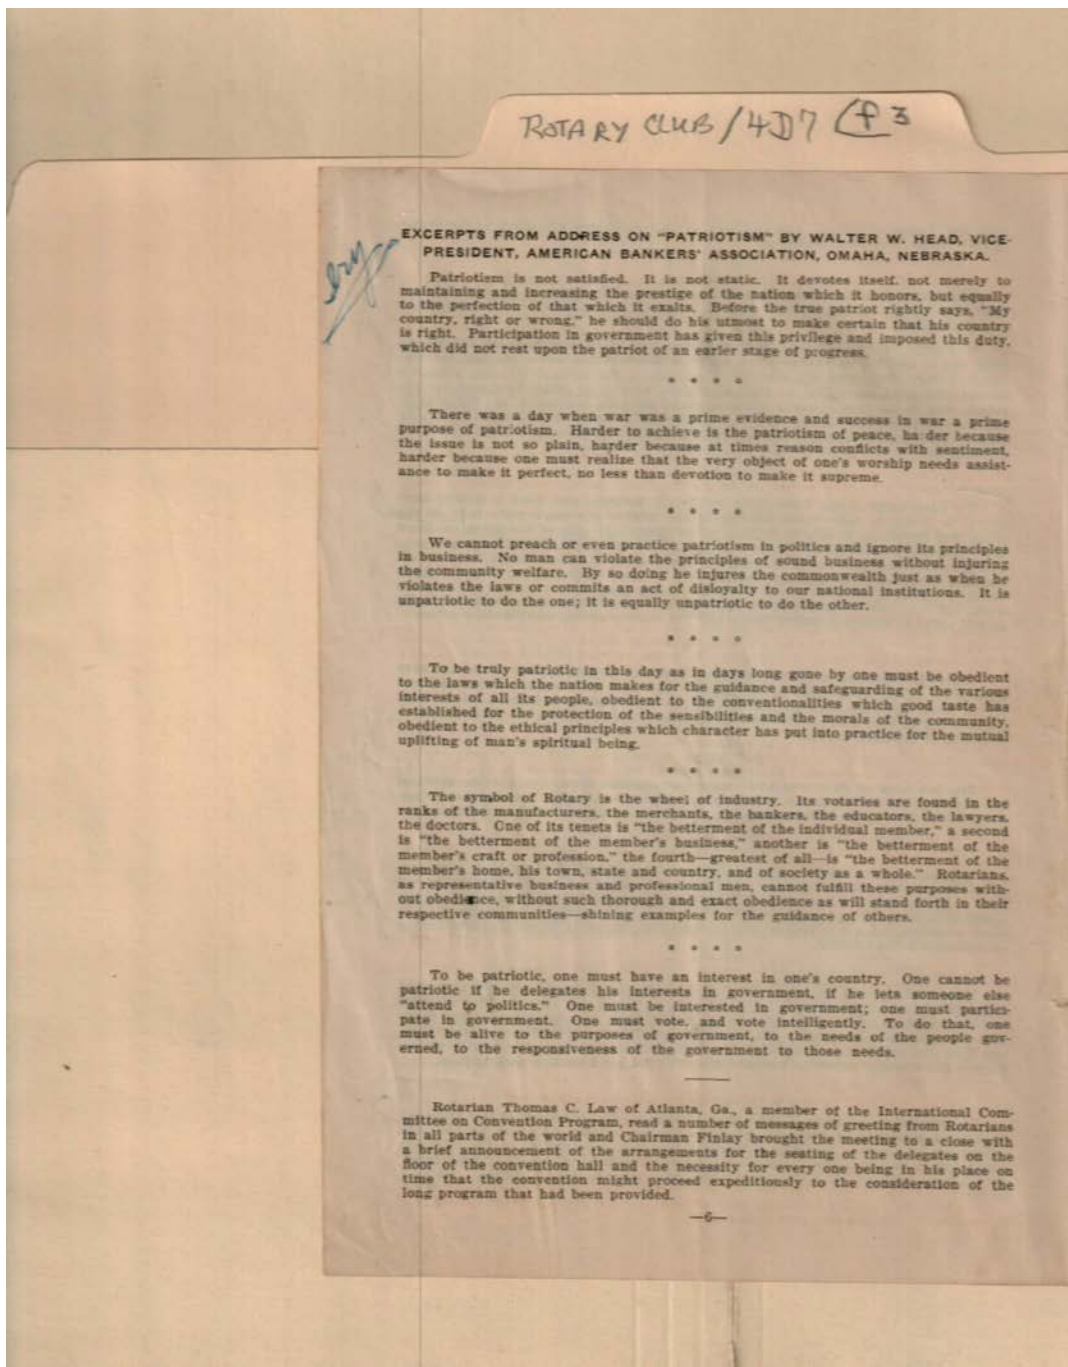 ROTARY CLUB/4D7 f3
EXCERPTS FROM ADDRESS ON "PATRIOTISM" BY WALTER W. HEAD, VICE-
PRESIDENT, AMERICAN BANKERS' ASSOCIATION, OMAHA, NEBRASKA.
Patriotism is not satisfied. It is not static. It devotes itself, not merely to
maintaining and increasing the prestige of the nation which it honors, but equally
to the perfection of that which it exalts. Before the true patriot rightly says, "My
country, right or wrong," he should do his utmost to make certain that his country
is right. Participation in government has given this privilege and imposed this duty,
which did not rest upon the patriot of an earier stage of progress.
* * * *
There was a day when war was a prime evidence and success in war a prime
purpose of patriotism. Harder to achieve is the patriotism of peace, ha der because
the issue is not so plain, harder because at times reason conflicts with sentiment,
harder because one must realize that the very object of one's worship needs assist-
ance to make it perfect, no less than devotion to make it supreme.
* * * *
We cannot preach or even practice patriotism in politics and ignore its principles
in business. No man can violate the principles of sound business without injuring
the community welfare. By so doing he injures the commonwealth just as when he
violates the laws or commits an act of disloyalty to our national institutions. It is
unpatriotic to do the one; it is equally unpatriotic to do the other.
* * * *
To be truly patriotic in this day as in days long gone by one must be obedient
to the laws which the nation makes for the guidance and safeguarding of the various
interests of all its people, obedient to the conventionalities which good taste has
established for the protection of the sensibilities and the morals of the community,
obedient to the ethical principles which character has put into practice for the mutual
uplifting of man's spiritual being.
* * * *
The symbol of Rotary is the wheel of industry. Its votaries are found in the
ranks of the manufacturers, the merchants, the bankers, the educators, the lawyers,
the doctors. One of its tenets is "the betterment of the individual member," a second
is "the betterment of the member's business," another is "the betterment of the
member's craft or profession," the fourth—greatest of all—is "the betterment of the
member's home, his town, state and country, and of society as a whole." Rotarians,
as representative business and professional men, cannot fulfill these purposes with-
out obedience, without such thorough and exact obedience as will stand forth in their
respective communities—shining examples for the guidance of others.
* * * *
To be patriotic, one must have an interest in one's country. One cannot be
patriotic if he delegates his interests in government, if he lets someone else
"attend to politics." One must be interested in government; one must partici-
pate in government. One must vote, and vote intelligently. To do that, one
must be alive to the purposes of government, to the needs of the people gov-
erned, to the responsiveness of the government to those needs.
Rotarian Thomas C. Law of Atlanta, Ga., a member of the International Com-
mittee on Convention Program, read a number of messages of greeting from Rotarians
in all parts of the world and Chairman Finlay brought the meeting to a close with
a brief announcement of the arrangements for the seating of the delegates on the
floor of the convention hall and the necessity for every one being in his place on
time that the convention might proceed expeditiously to the consideration of the
long program that had been provided.
—6—